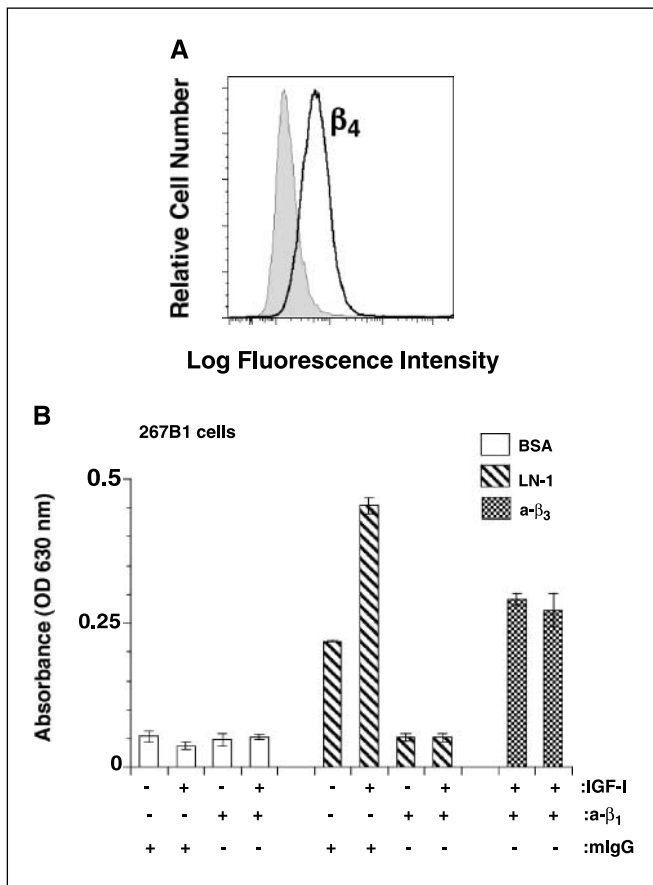 A
Relative Cell Number
β₄
Log Fluorescence Intensity
B
267B1 cells
BSA
LN-1
a-β₃
Absorbance (OD 630 nm)
0.5
0.25
0
- + - + - + - + + + :IGF-I
- - + + - - + + + + :a-β₁
+ + - - + + - - - - :mIgG